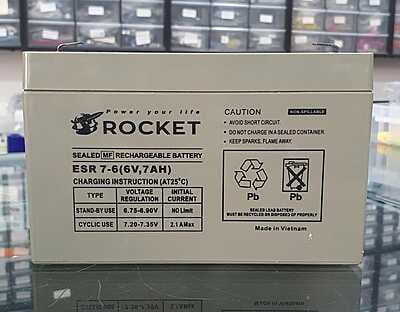 Power your life
ROCKET
SEALED MF RECHARGEABLE BATTERY
ESR 7-6(6V,7AH)
CHARGING INSTRUCTION (AT25°C)
TYPE VOLTAGE REGULATION INITIAL CURRENT
STAND-BY USE 6.75-6.90V NO Limit
CYCLIC USE 7.20-7.35V 2.1 A Max
CAUTION NON-SPILLABLE
• AVOID SHORT CIRCUIT.
• DO NOT CHARGE IN A SEALED CONTAINER.
• KEEP SPARKS, FLAME AWAY.
Pb Pb
SEALED LEAD BATTERY
MUST BE RECYCLED OR
DISPOSED OF PROPERLY
Made in Vietnam